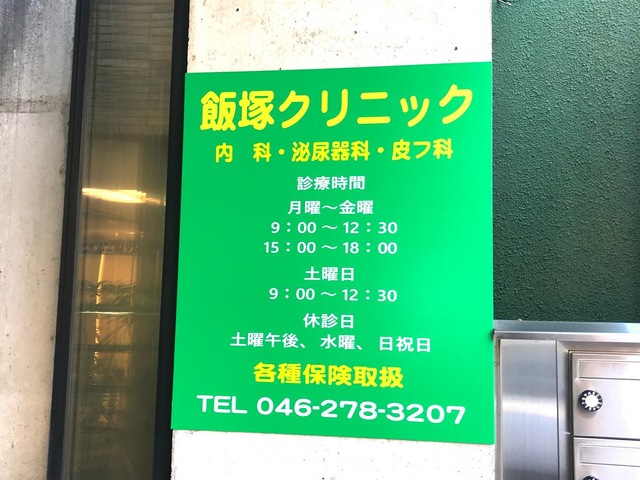 飯塚クリニック
内　科・泌尿器科・皮フ科
診療時間
月曜～金曜
9：00～12：30
15：00～18：00
土曜日
9：00～12：30
休診日
土曜午後、水曜、日祝日
各種保険取扱
TEL 046-278-3207